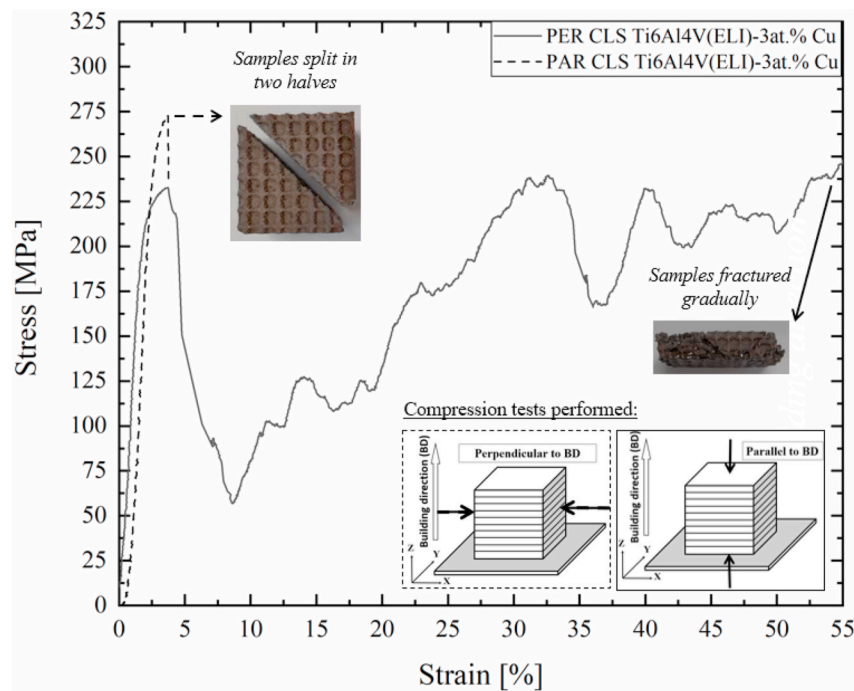 325
300
275
250
225
200
175
150
125
100
75
50
25
0
Stress [MPa]
PER CLS Ti6Al4V(ELI)-3at.% Cu
PAR CLS Ti6Al4V(ELI)-3at.% Cu
Samples split in
two halves
Samples fractured
gradually
Compression tests performed:
Perpendicular to BD
Building direction (BD)
Z
Y
X
Parallel to BD
Building direction (BD)
Z
Y
X
0
5
10
15
20
25
30
35
40
45
50
55
Strain [%]